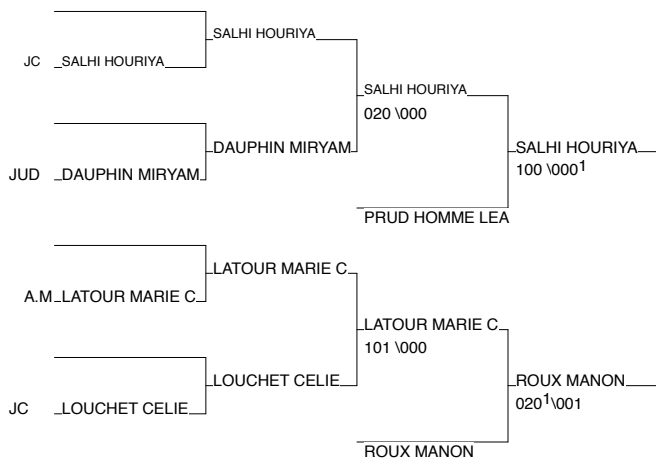 SALHI HOURIYA
JC SALHI HOURIYA
SALHI HOURIYA
020 \000
DAUPHIN MIRYAM
SALHI HOURIYA
100 \000¹
JUD DAUPHIN MIRYAM
PRUD HOMME LEA
LATOUR MARIE C
A.M LATOUR MARIE C
LATOUR MARIE C
101 \000
LOUCHET CELIE
ROUX MANON
020¹\001
JC LOUCHET CELIE
ROUX MANON